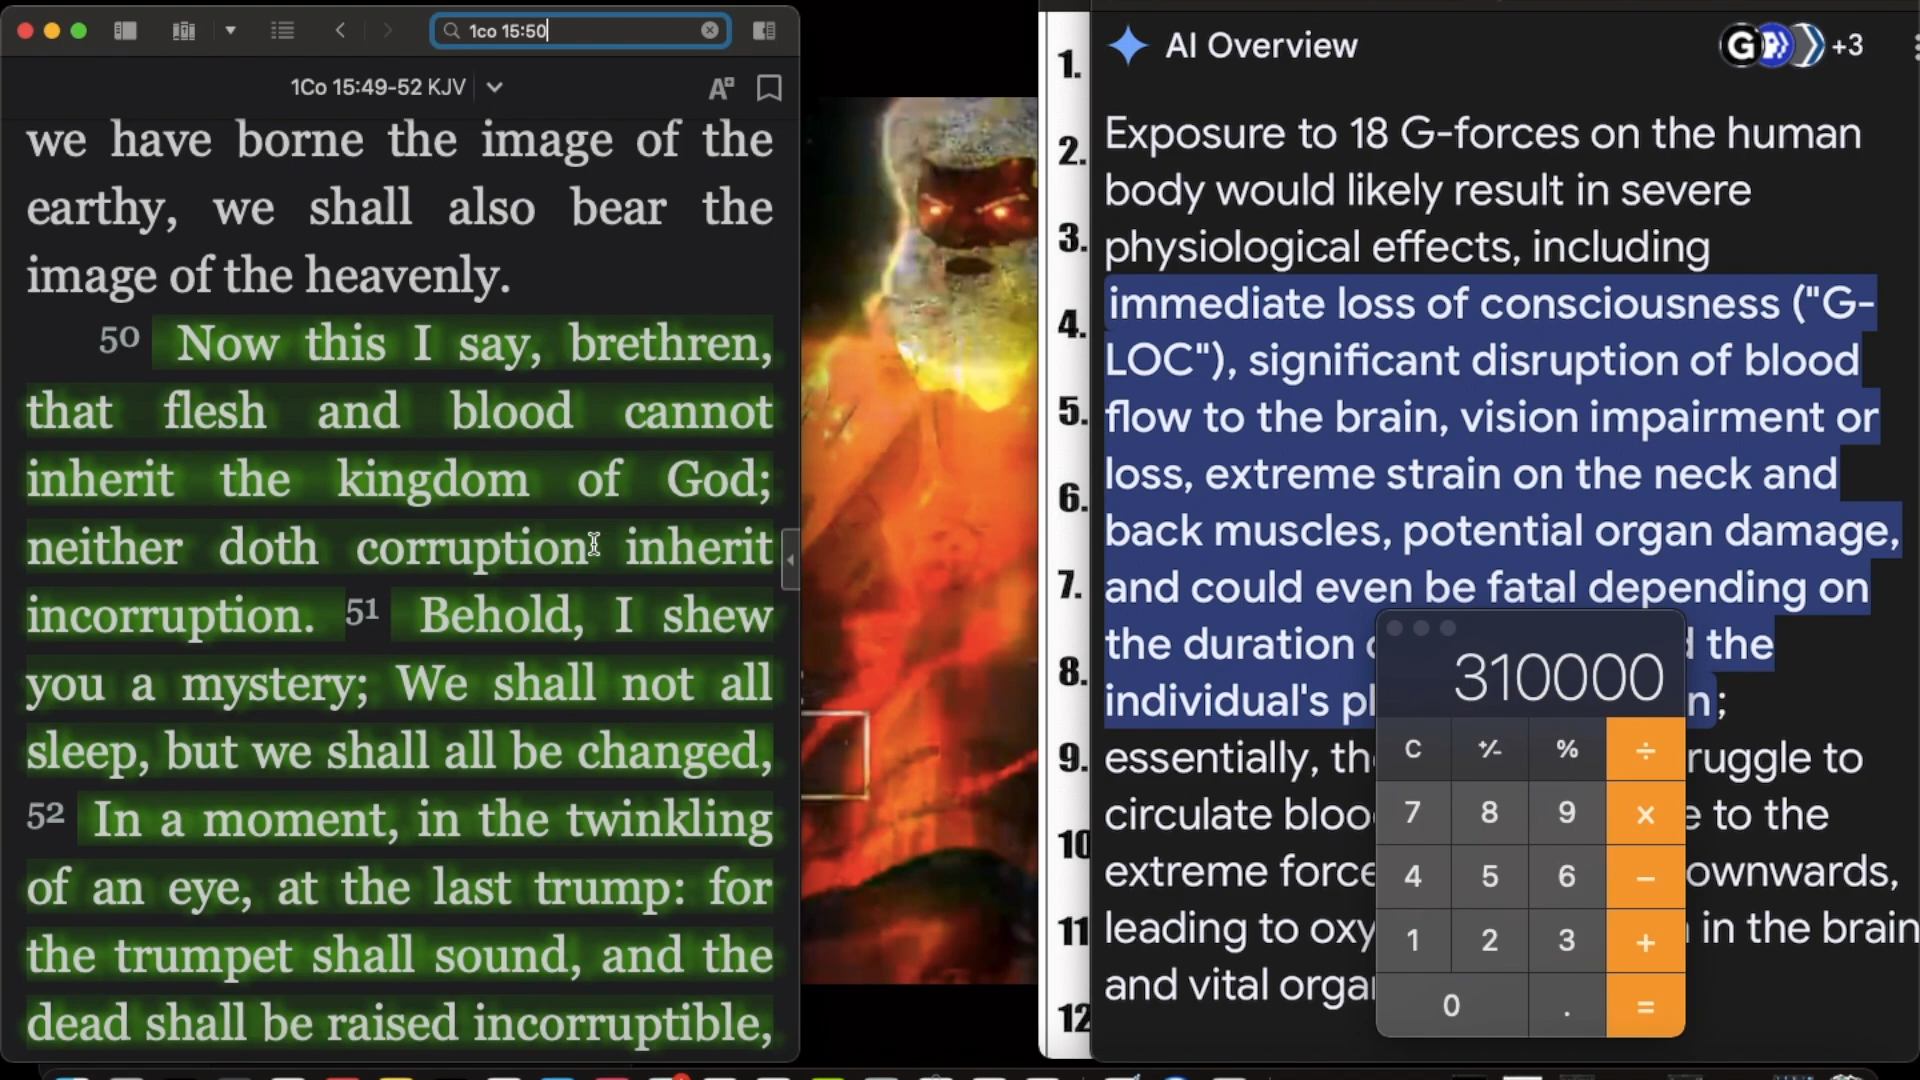 1co 15:50
1Co 15:49-52 KJV
we have borne the image of the
earthy, we shall also bear the
image of the heavenly.
50 Now this I say, brethren,
that flesh and blood cannot
inherit the kingdom of God;
neither doth corruption inherit
incorruption. 51 Behold, I shew
you a mystery; We shall not all
sleep, but we shall all be changed,
52 In a moment, in the twinkling
of an eye, at the last trump: for
the trumpet shall sound, and the
dead shall be raised incorruptible,
1.
2.
3.
4.
5.
6.
7.
8.
9.
10
11
12
AI Overview
G
+3
Exposure to 18 G-forces on the human
body would likely result in severe
physiological effects, including
immediate loss of consciousness ("G-
LOC"), significant disruption of blood
flow to the brain, vision impairment or
loss, extreme strain on the neck and
back muscles, potential organ damage,
and could even be fatal depending on
the duration the
individual's ;
essentially, to
circulate to the
extreme
leading to in the brain
and vital
310000
C +/- % ÷
7 8 9 ×
4 5 6 −
1 2 3 +
0 . =